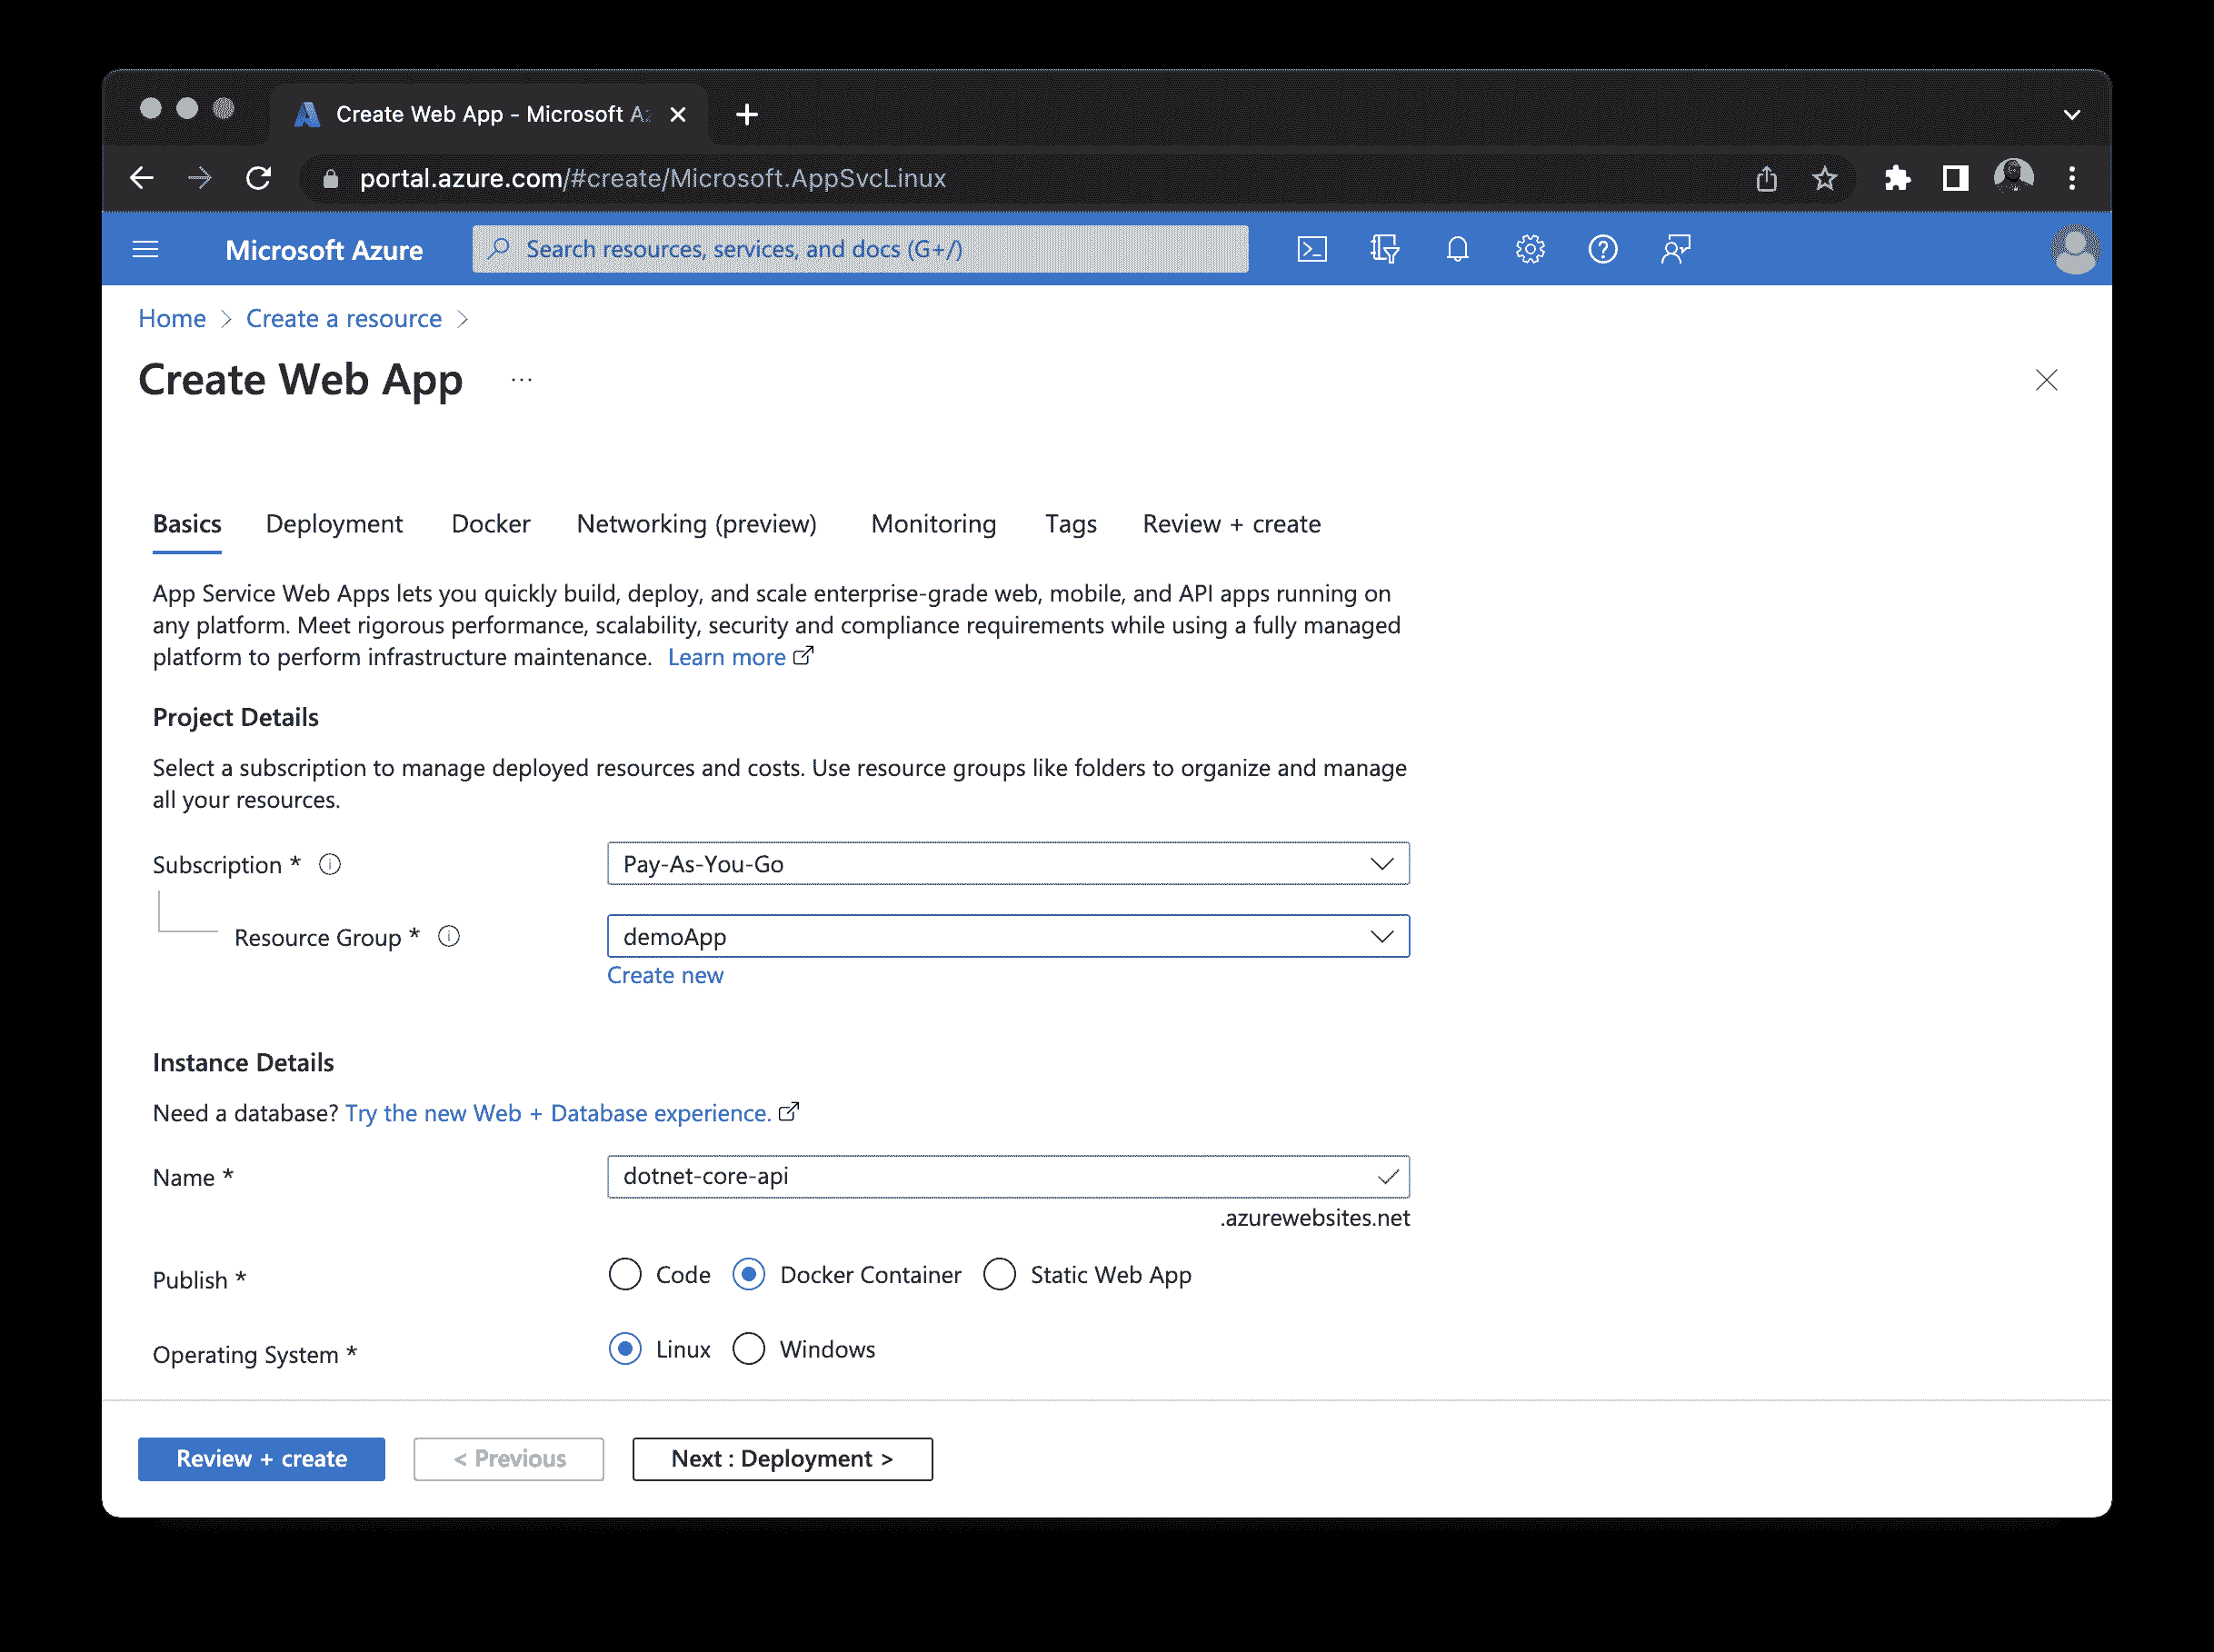 Create Web App - Microsoft Az
portal.azure.com/#create/Microsoft.AppSvcLinux
Microsoft Azure
Search resources, services, and docs (G+/)
Home > Create a resource >
Create Web App ...
Basics Deployment Docker Networking (preview) Monitoring Tags Review + create
App Service Web Apps lets you quickly build, deploy, and scale enterprise-grade web, mobile, and API apps running on
any platform. Meet rigorous performance, scalability, security and compliance requirements while using a fully managed
platform to perform infrastructure maintenance. Learn more
Project Details
Select a subscription to manage deployed resources and costs. Use resource groups like folders to organize and manage
all your resources.
Subscription * Pay-As-You-Go
Resource Group * demoApp
Create new
Instance Details
Need a database? Try the new Web + Database experience.
Name * dotnet-core-api
.azurewebsites.net
Publish * Code Docker Container Static Web App
Operating System * Linux Windows
Review + create < Previous Next : Deployment >